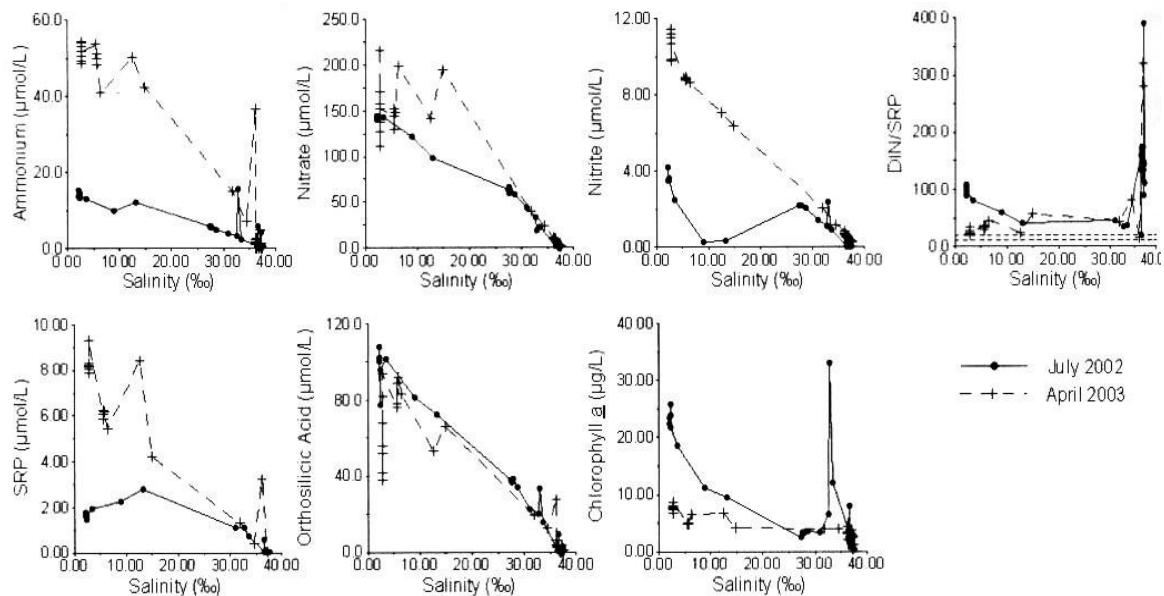 Ammonium (µmol/L)
60.0
40.0
20.0
0.0
0.00 10.00 20.00 30.00 40.00
Salinity (‰)
Nitrate (µmol/L)
250.0
200.0
150.0
100.0
50.0
0.0
0.00 10.00 20.00 30.00 40.00
Salinity (‰)
Nitrite (µmol/L)
12.00
8.00
4.00
0.00
0.00 10.00 20.00 30.00 40.00
Salinity (‰)
DIN/SRP
400.0
300.0
200.0
100.0
0.0
0.00 10.00 20.00 30.00 40.00
Salinity (‰)
SRP (µmol/L)
10.00
8.00
6.00
4.00
2.00
0.00
0.00 10.00 20.00 30.00 40.00
Salinity (‰)
Orthosilicic Acid (µmol/L)
120.0
80.0
40.0
0.0
0.00 10.00 20.00 30.00 40.00
Salinity (‰)
Chlorophyll a (µg/L)
40.00
30.00
20.00
10.00
0.00
0.00 10.00 20.00 30.00 40.00
Salinity (‰)
July 2002
April 2003